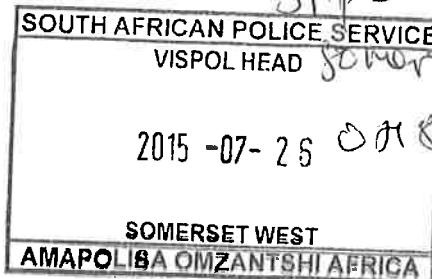 SOUTH AFRICAN POLICE SERVICE
VISPOL HEAD
2015 -07- 26
SOMERSET WEST
AMAPOLISA OMZANTSHI AFRICA